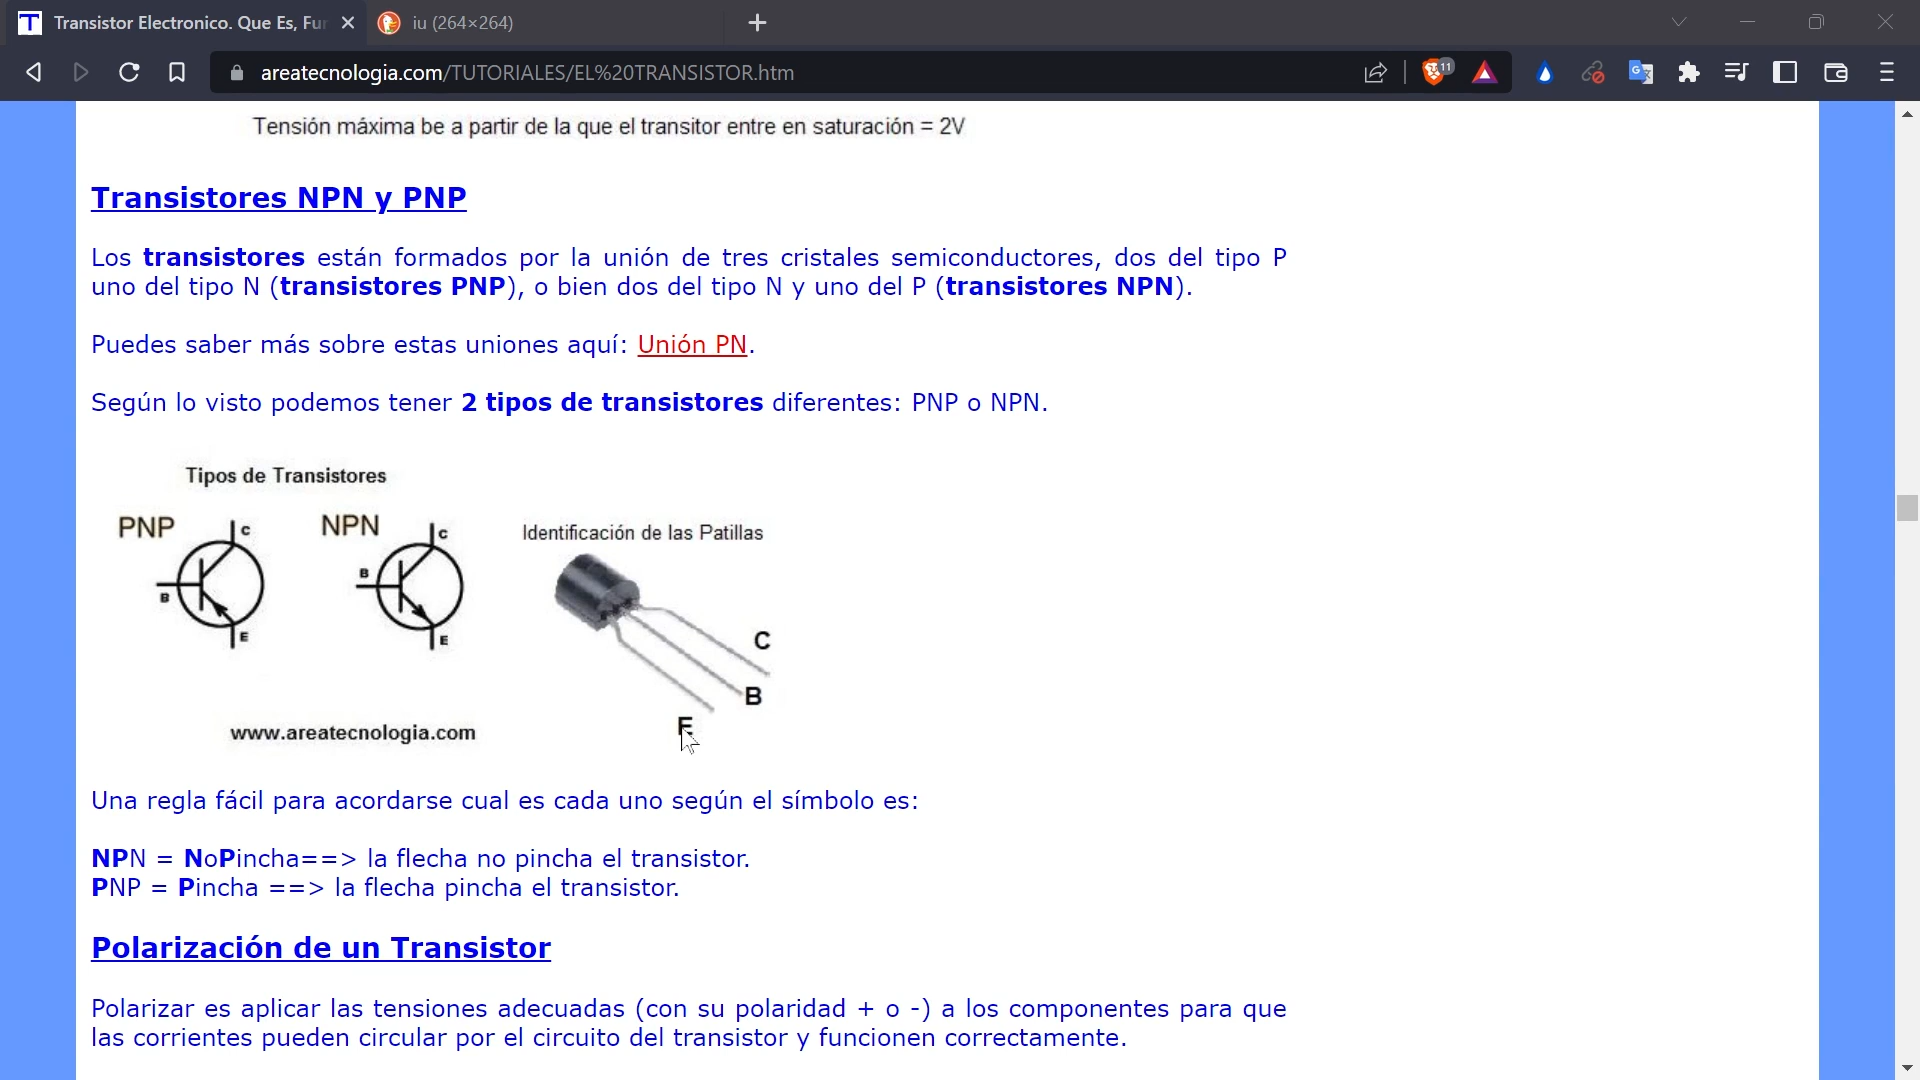 Transistor Electronico. Que Es, Fur
iu (264×264)
areatecnologia.com/TUTORIALES/EL%20TRANSISTOR.htm
11
Tensión máxima be a partir de la que el transitor entre en saturación = 2V
Transistores NPN y PNP
Los transistores están formados por la unión de tres cristales semiconductores, dos del tipo P
uno del tipo N (transistores PNP), o bien dos del tipo N y uno del P (transistores NPN).
Puedes saber más sobre estas uniones aquí: Unión PN.
Según lo visto podemos tener 2 tipos de transistores diferentes: PNP o NPN.
Tipos de Transistores
PNP
C
B
E
NPN
C
B
E
Identificación de las Patillas
C
B
E
www.areatecnologia.com
Una regla fácil para acordarse cual es cada uno según el símbolo es:
NPN = NoPincha==> la flecha no pincha el transistor.
PNP = Pincha ==> la flecha pincha el transistor.
Polarización de un Transistor
Polarizar es aplicar las tensiones adecuadas (con su polaridad + o -) a los componentes para que
las corrientes pueden circular por el circuito del transistor y funcionen correctamente.